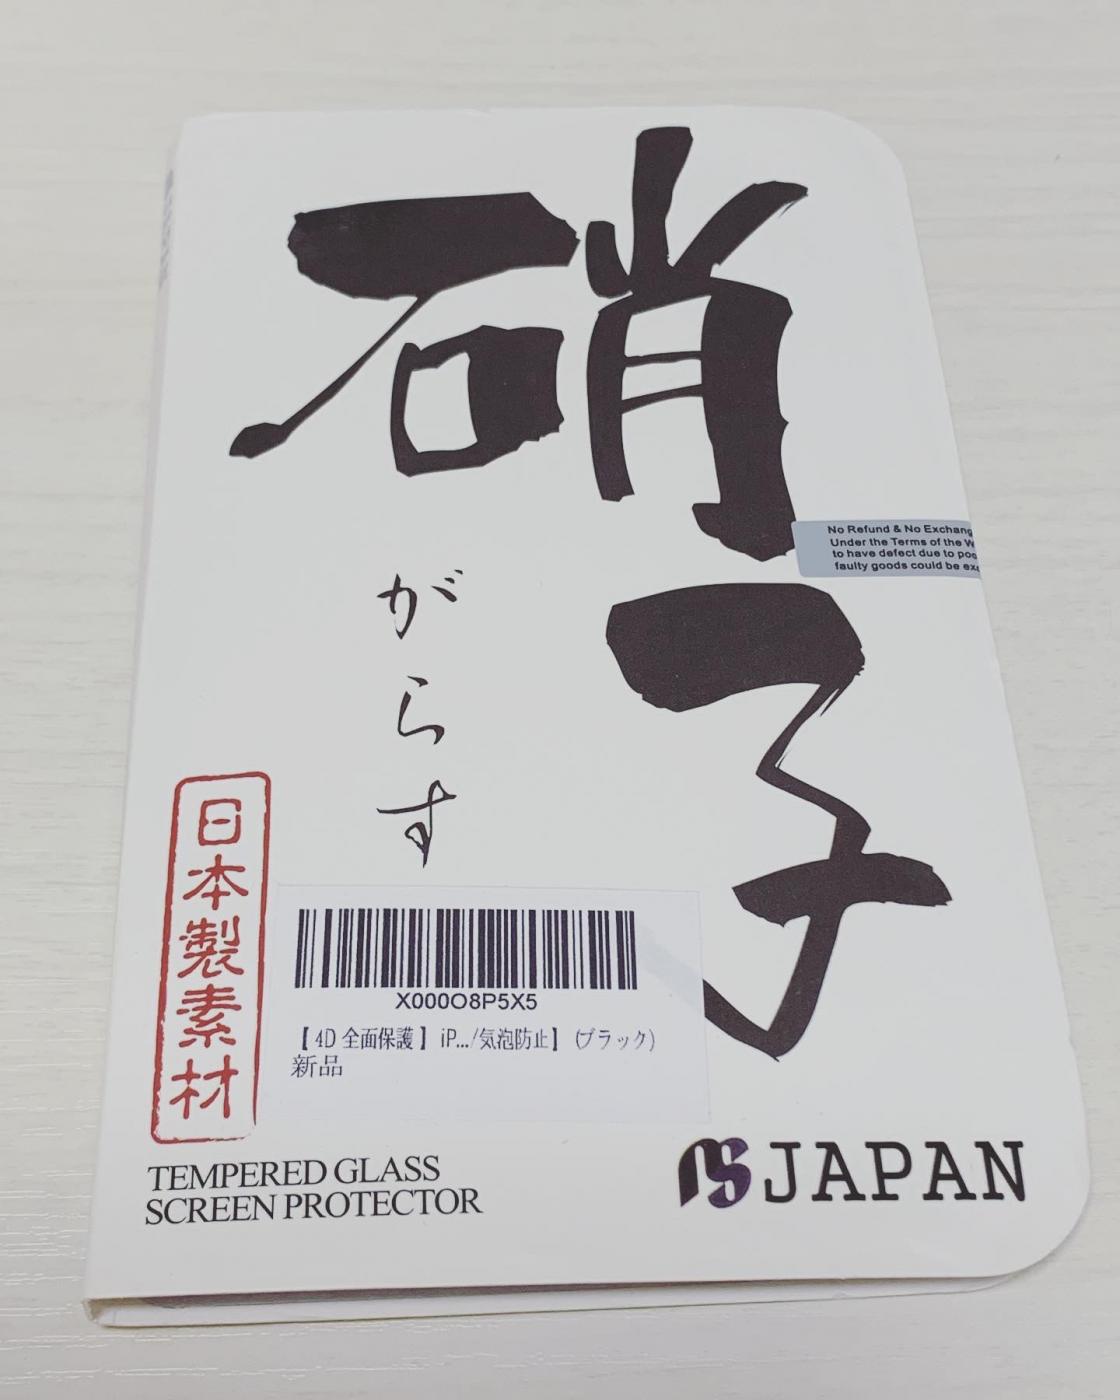 硝子
がらす
No Refund & No Exchang
Under the Terms of the W
to have defect due to poo
faulty goods could be exc
日本製素材
X000O8P5X5
【4D 全面保護】 iP.../気泡防止】 (ブラック)
新品
TEMPERED GLASS
SCREEN PROTECTOR
JAPAN